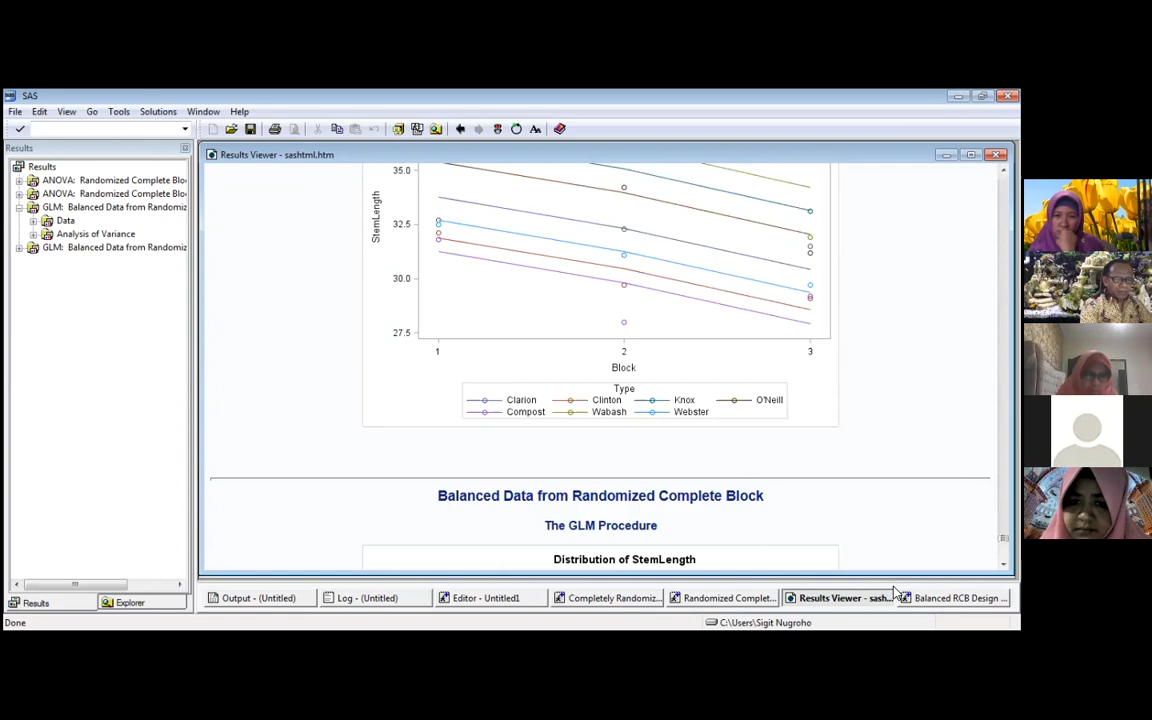 SAS
File Edit View Go Tools Solutions Window Help
Results
Results Viewer - sashtml.htm
Results
ANOVA: Randomized Complete Blo
ANOVA: Randomized Complete Blo
GLM: Balanced Data from Randomiz
Data
Analysis of Variance
GLM: Balanced Data from Randomiz
35.0
32.5
30.0
27.5
StemLength
1 2 3
Block
Type
Clarion Clinton Knox O'Neill
Compost Wabash Webster
Balanced Data from Randomized Complete Block
The GLM Procedure
Distribution of StemLength
Results Explorer
Output - (Untitled) Log - (Untitled) Editor - Untitled1 Completely Randomiz... Randomized Complet... Results Viewer - sash... Balanced RCB Design ...
Done C:\Users\Sigit Nugroho